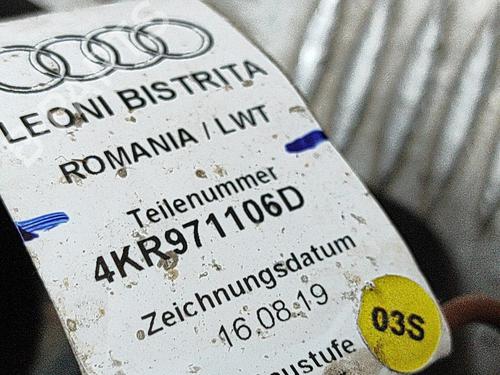 LEONI BISTRITA
ROMANIA / LWT
Teilenummer
4KR971106D
Zeichnungsdatum
16.08.19
03S